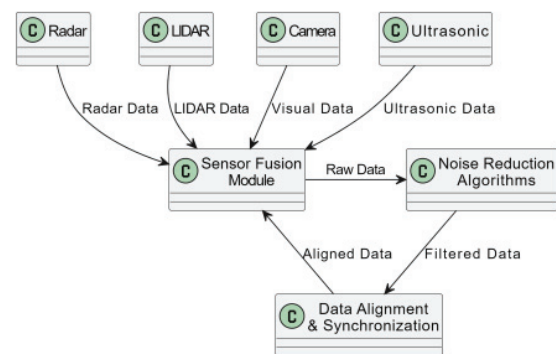 C Radar
C LIDAR
C Camera
C Ultrasonic
Radar Data
LIDAR Data
Visual Data
Ultrasonic Data
C Sensor Fusion
Module
Raw Data
C Noise Reduction
Algorithms
Aligned Data
Filtered Data
C Data Alignment
& Synchronization